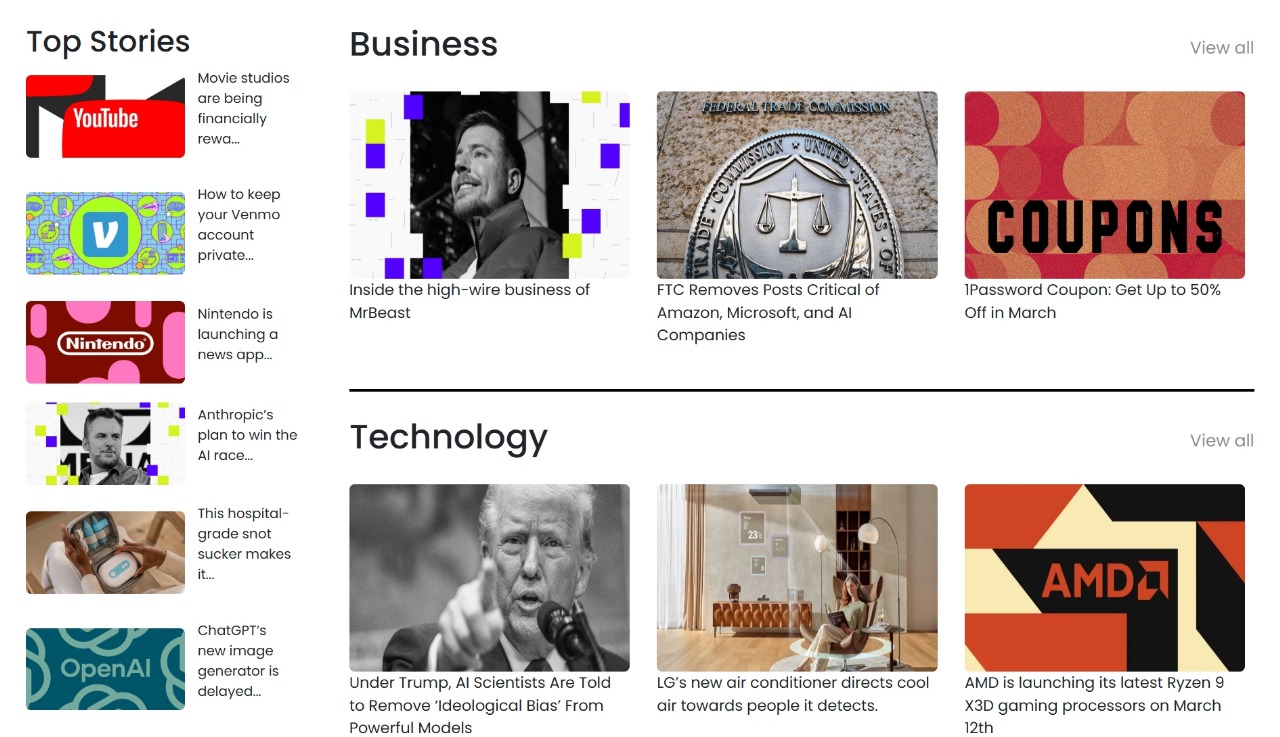 Top Stories
YouTube
Movie studios
are being
financially
rewa...
How to keep
your Venmo
account
private...
Nintendo
Nintendo is
launching a
news app...
Anthropic’s
plan to win the
AI race...
This hospital-
grade snot
sucker makes
it...
OpenAI
ChatGPT’s
new image
generator is
delayed...
Business
View all
Inside the high-wire business of
MrBeast
FEDERAL TRADE COMMISSION
TRADE COMMISSION ★ UNITED STATES OF
FTC Removes Posts Critical of
Amazon, Microsoft, and AI
Companies
COUPONS
1Password Coupon: Get Up to 50%
Off in March
Technology
View all
Under Trump, AI Scientists Are Told
to Remove ‘Ideological Bias’ From
Powerful Models
23°c
LG’s new air conditioner directs cool
air towards people it detects.
AMD
AMD is launching its latest Ryzen 9
X3D gaming processors on March
12th